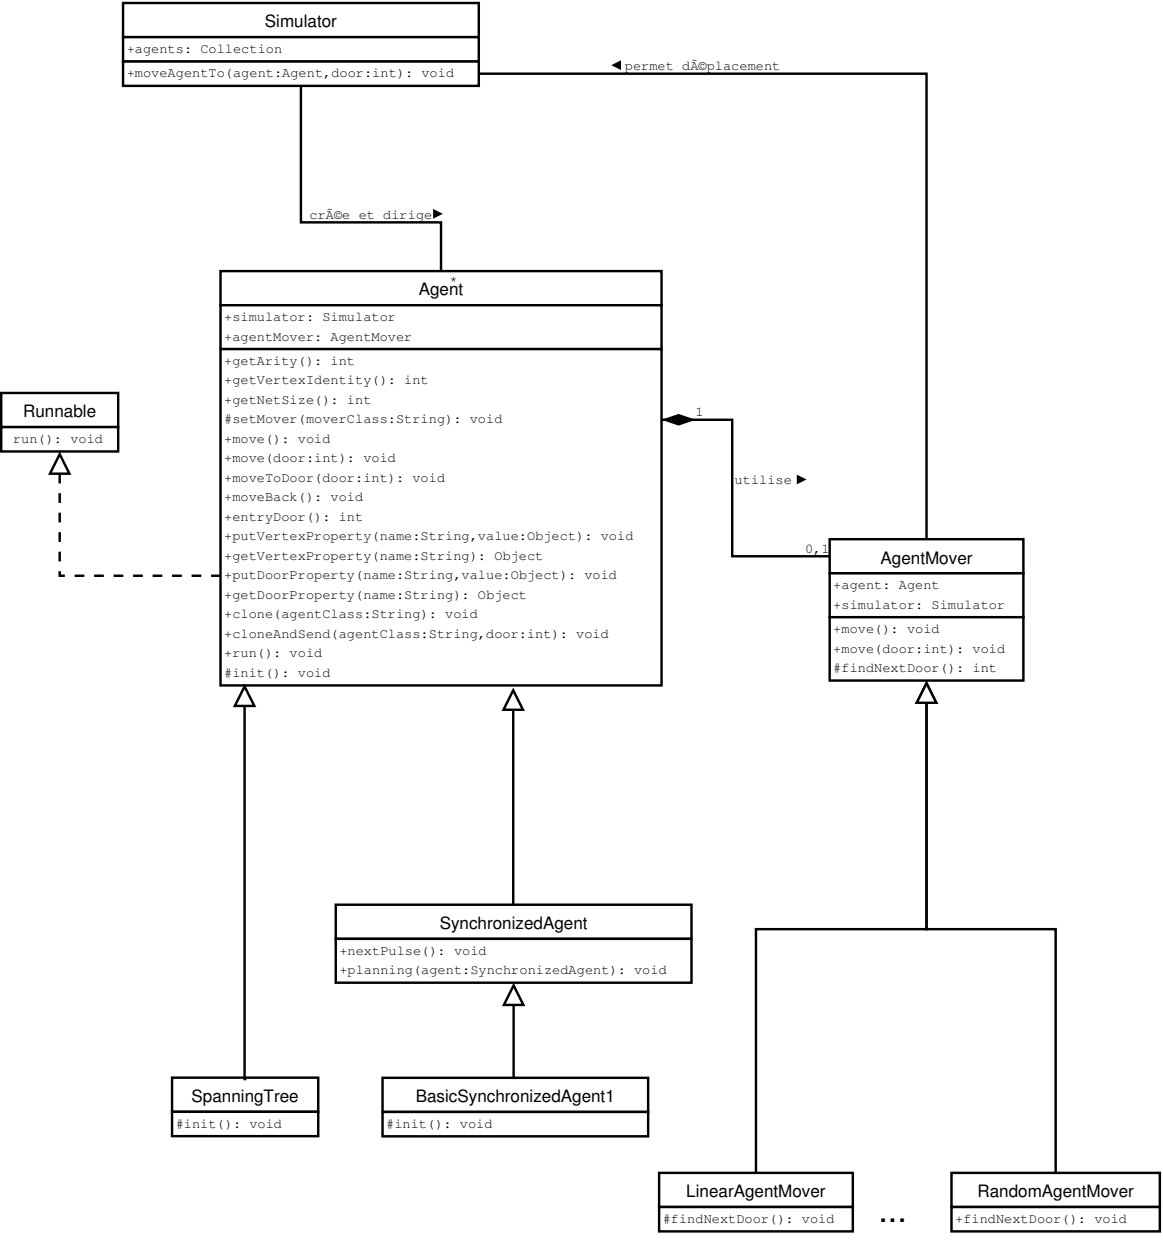 Simulator
+agents: Collection
+moveAgentTo(agent:Agent,door:int): void
◀ permet dÃ©placement
crÃ©e et dirige ▶
*
Agent
+simulator: Simulator
+agentMover: AgentMover
+getArity(): int
+getVertexIdentity(): int
+getNetSize(): int
#setMover(moverClass:String): void
+move(): void
+move(door:int): void
+moveToDoor(door:int): void
+moveBack(): void
+entryDoor(): int
+putVertexProperty(name:String,value:Object): void
+getVertexProperty(name:String): Object
+putDoorProperty(name:String,value:Object): void
+getDoorProperty(name:String): Object
+clone(agentClass:String): void
+cloneAndSend(agentClass:String,door:int): void
+run(): void
#init(): void
Runnable
run(): void
1
utilise ▶
0,1
AgentMover
+agent: Agent
+simulator: Simulator
+move(): void
+move(door:int): void
#findNextDoor(): int
SynchronizedAgent
+nextPulse(): void
+planning(agent:SynchronizedAgent): void
SpanningTree
#init(): void
BasicSynchronizedAgent1
#init(): void
LinearAgentMover
#findNextDoor(): void
...
RandomAgentMover
+findNextDoor(): void